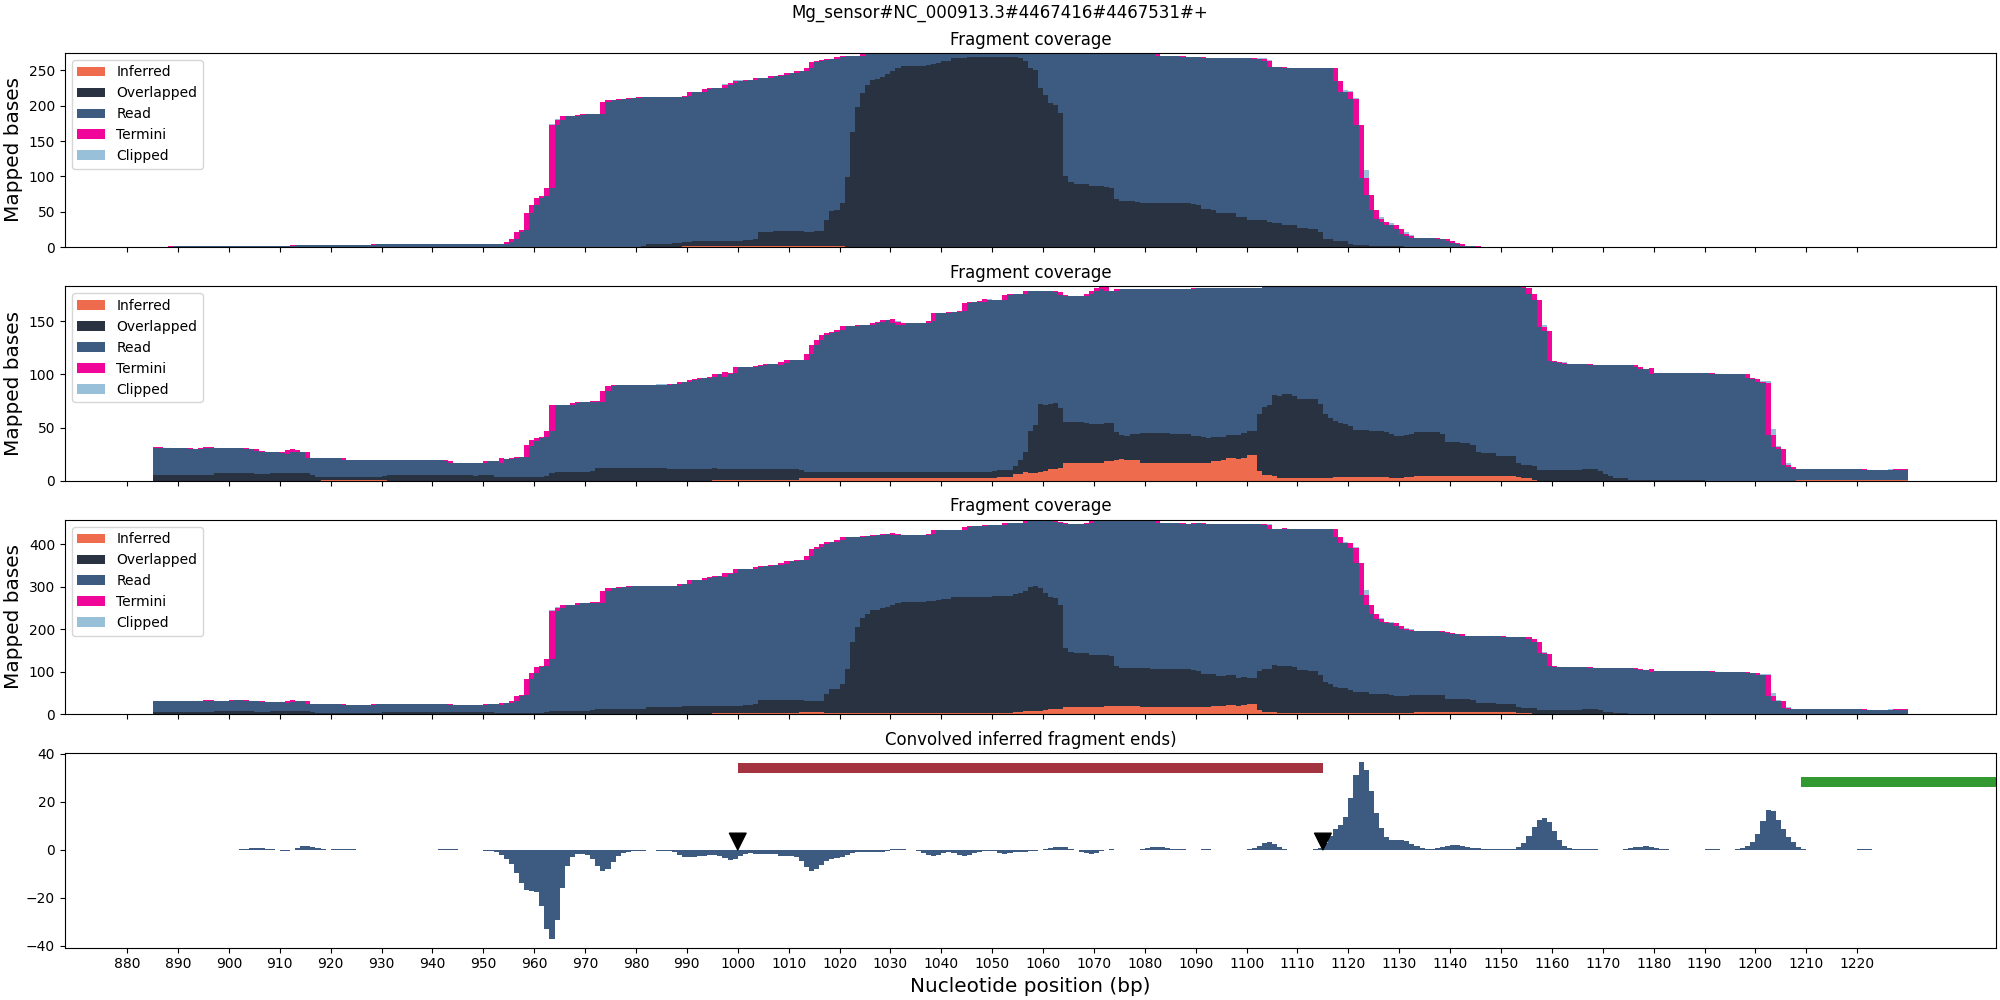 Mg_sensor#NC_000913.3#4467416#4467531#+
Fragment coverage
Mapped bases
250
200
150
100
50
0
Inferred
Overlapped
Read
Termini
Clipped
Fragment coverage
Mapped bases
150
100
50
0
Inferred
Overlapped
Read
Termini
Clipped
Fragment coverage
Mapped bases
400
300
200
100
0
Inferred
Overlapped
Read
Termini
Clipped
Convolved inferred fragment ends)
40
20
0
−20
−40
880 890 900 910 920 930 940 950 960 970 980 990 1000 1010 1020 1030 1040 1050 1060 1070 1080 1090 1100 1110 1120 1130 1140 1150 1160 1170 1180 1190 1200 1210 1220
Nucleotide position (bp)